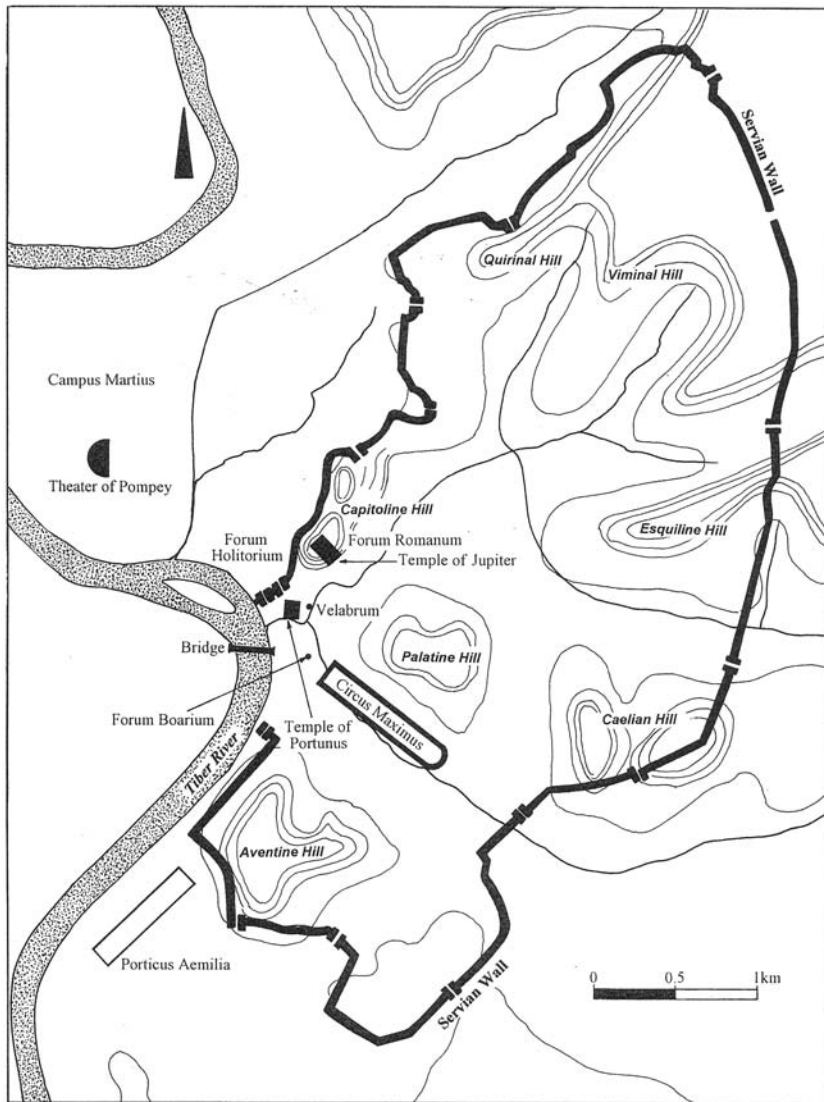 Servian Wall
Quirinal Hill
Viminal Hill
Campus Martius
Theater of Pompey
Capitoline Hill
Esquiline Hill
Forum
Holitorium
Forum Romanum
Temple of Jupiter
Velabrum
Bridge
Palatine Hill
Forum Boarium
Temple of
Portunus
Circus Maximus
Caelian Hill
Tiber River
Aventine Hill
Porticus Aemilia
Servian Wall
0 0.5 1km